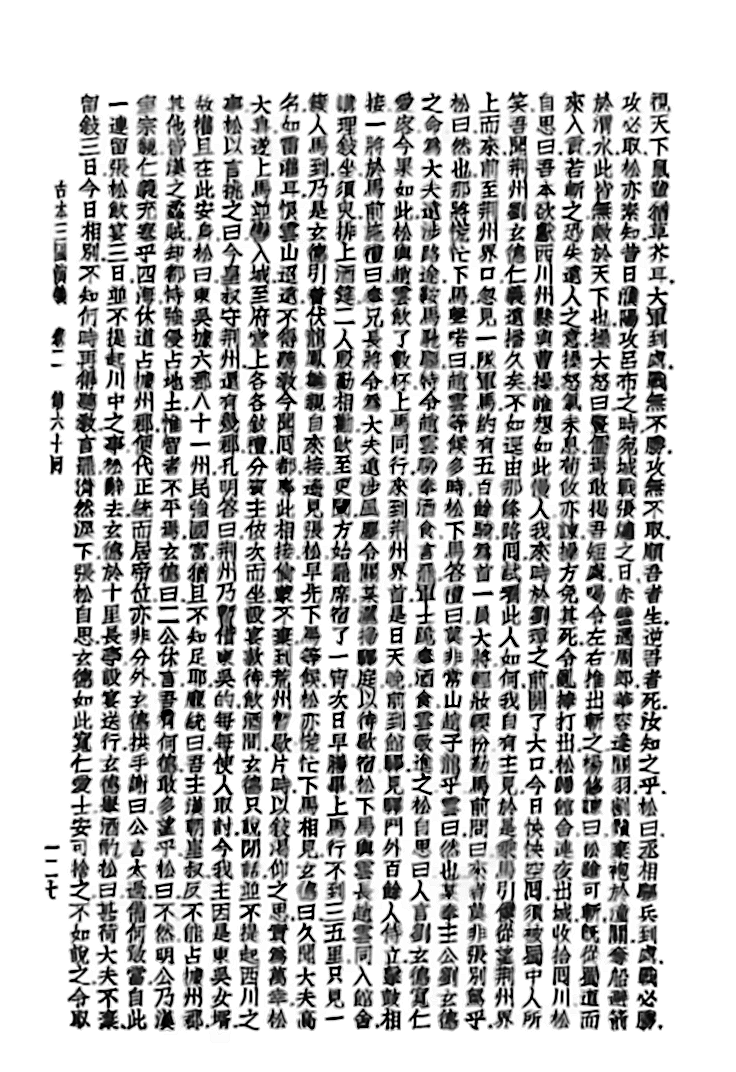 視天下鼠輩猶草芥耳大軍到處戰無不勝攻無不取順吾者生逆吾者死汝知之乎松曰丞相驅兵到處戰必勝
攻必取松亦素知昔日濮陽攻呂布之時宛城戰張繡之日赤壁遇周郎華容逢關羽割鬚棄袍於潼關奪船避箭
於渭水此皆無敵於天下也操大怒曰豎儒焉敢揭吾短處喝令左右推出斬之楊修諫曰松雖可斬既從蜀道而
來入貢若斬之恐失遠人之意操怒氣未息荀攸亦諫操方免其死令亂棒打出松歸館舍連夜出城收拾回川松
自思曰吾本欲獻西川州縣與曹操誰想如此慢人我來時於劉璋之前開了大口今日怏怏空回須被蜀中人所
笑吾聞荊州劉玄德仁義遠播久矣不如逕由那條路回試看此人如何我自有主見於是乘馬引僕從望荊州界
上而來前至荊州界口忽見一隊軍馬約有五百餘騎為首一員大將輕妝軟扮勒馬前問曰來者莫非張別駕乎
松曰然也那將慌忙下馬聲喏曰趙雲等候多時松下馬答禮曰莫非常山趙子龍乎雲曰然也某奉主公劉玄德
之命為大夫遠涉路途鞍馬馳驅特令趙雲聊奉酒食言罷軍士跪奉酒食雲敬進之松自思曰人言劉玄德寬仁
愛客今果如此松與趙雲飲了數杯上馬同行來到荊州界首是日天晚前到館驛見驛門外百餘人侍立擊鼓相
接一將於馬前施禮曰奉兄長將令為大夫遠涉風塵令關某灑掃驛庭以待歇宿松下馬與雲長趙雲同入館舍
講理敘坐須臾排上酒筵二人殷勤相勸飲至更闌方始罷席宿了一宵次日早膳畢上馬行不到三五里只見一
簇人馬到乃是玄德引著伏龍鳳雛親自來接遙見張松早先下馬等候松亦慌忙下馬相見玄德曰久聞大夫高
名如雷灌耳恨雲山迢遠不得聽教今聞回都專此相接倘蒙不棄到荒州暫歇片時以敘渴仰之思實為萬幸松
大喜遂上馬並轡入城至府堂上各各敘禮分賓主依次而坐設宴款待飲酒間玄德只說閒話並不提起西川之
事松以言挑之曰今皇叔守荊州還有幾郡孔明答曰荊州乃暫借東吳的每每使人取討今我主因是東吳女壻
故權且在此安身松曰東吳據六郡八十一州民強國富猶且不知足耶龐統曰吾主漢朝皇叔反不能占據州郡
其他皆漢之蟊賊却都恃強侵占地土惟智者不平焉玄德曰二公休言吾有何德敢多望乎松曰不然明公乃漢
室宗親仁義充塞乎四海休道占據州郡便代正統而居帝位亦非分外玄德拱手謝曰公言太過備何敢當自此
一連留張松飲宴三日並不提起川中之事松辭去玄德於十里長亭設宴送行玄德舉酒酌松曰甚荷大夫不棄
留敘三日今日相別不知何時再得聽教言罷潸然淚下張松自思玄德如此寬仁愛士安可捨之不如說之令取
古本三國演義 卷二 第六十回
一二七